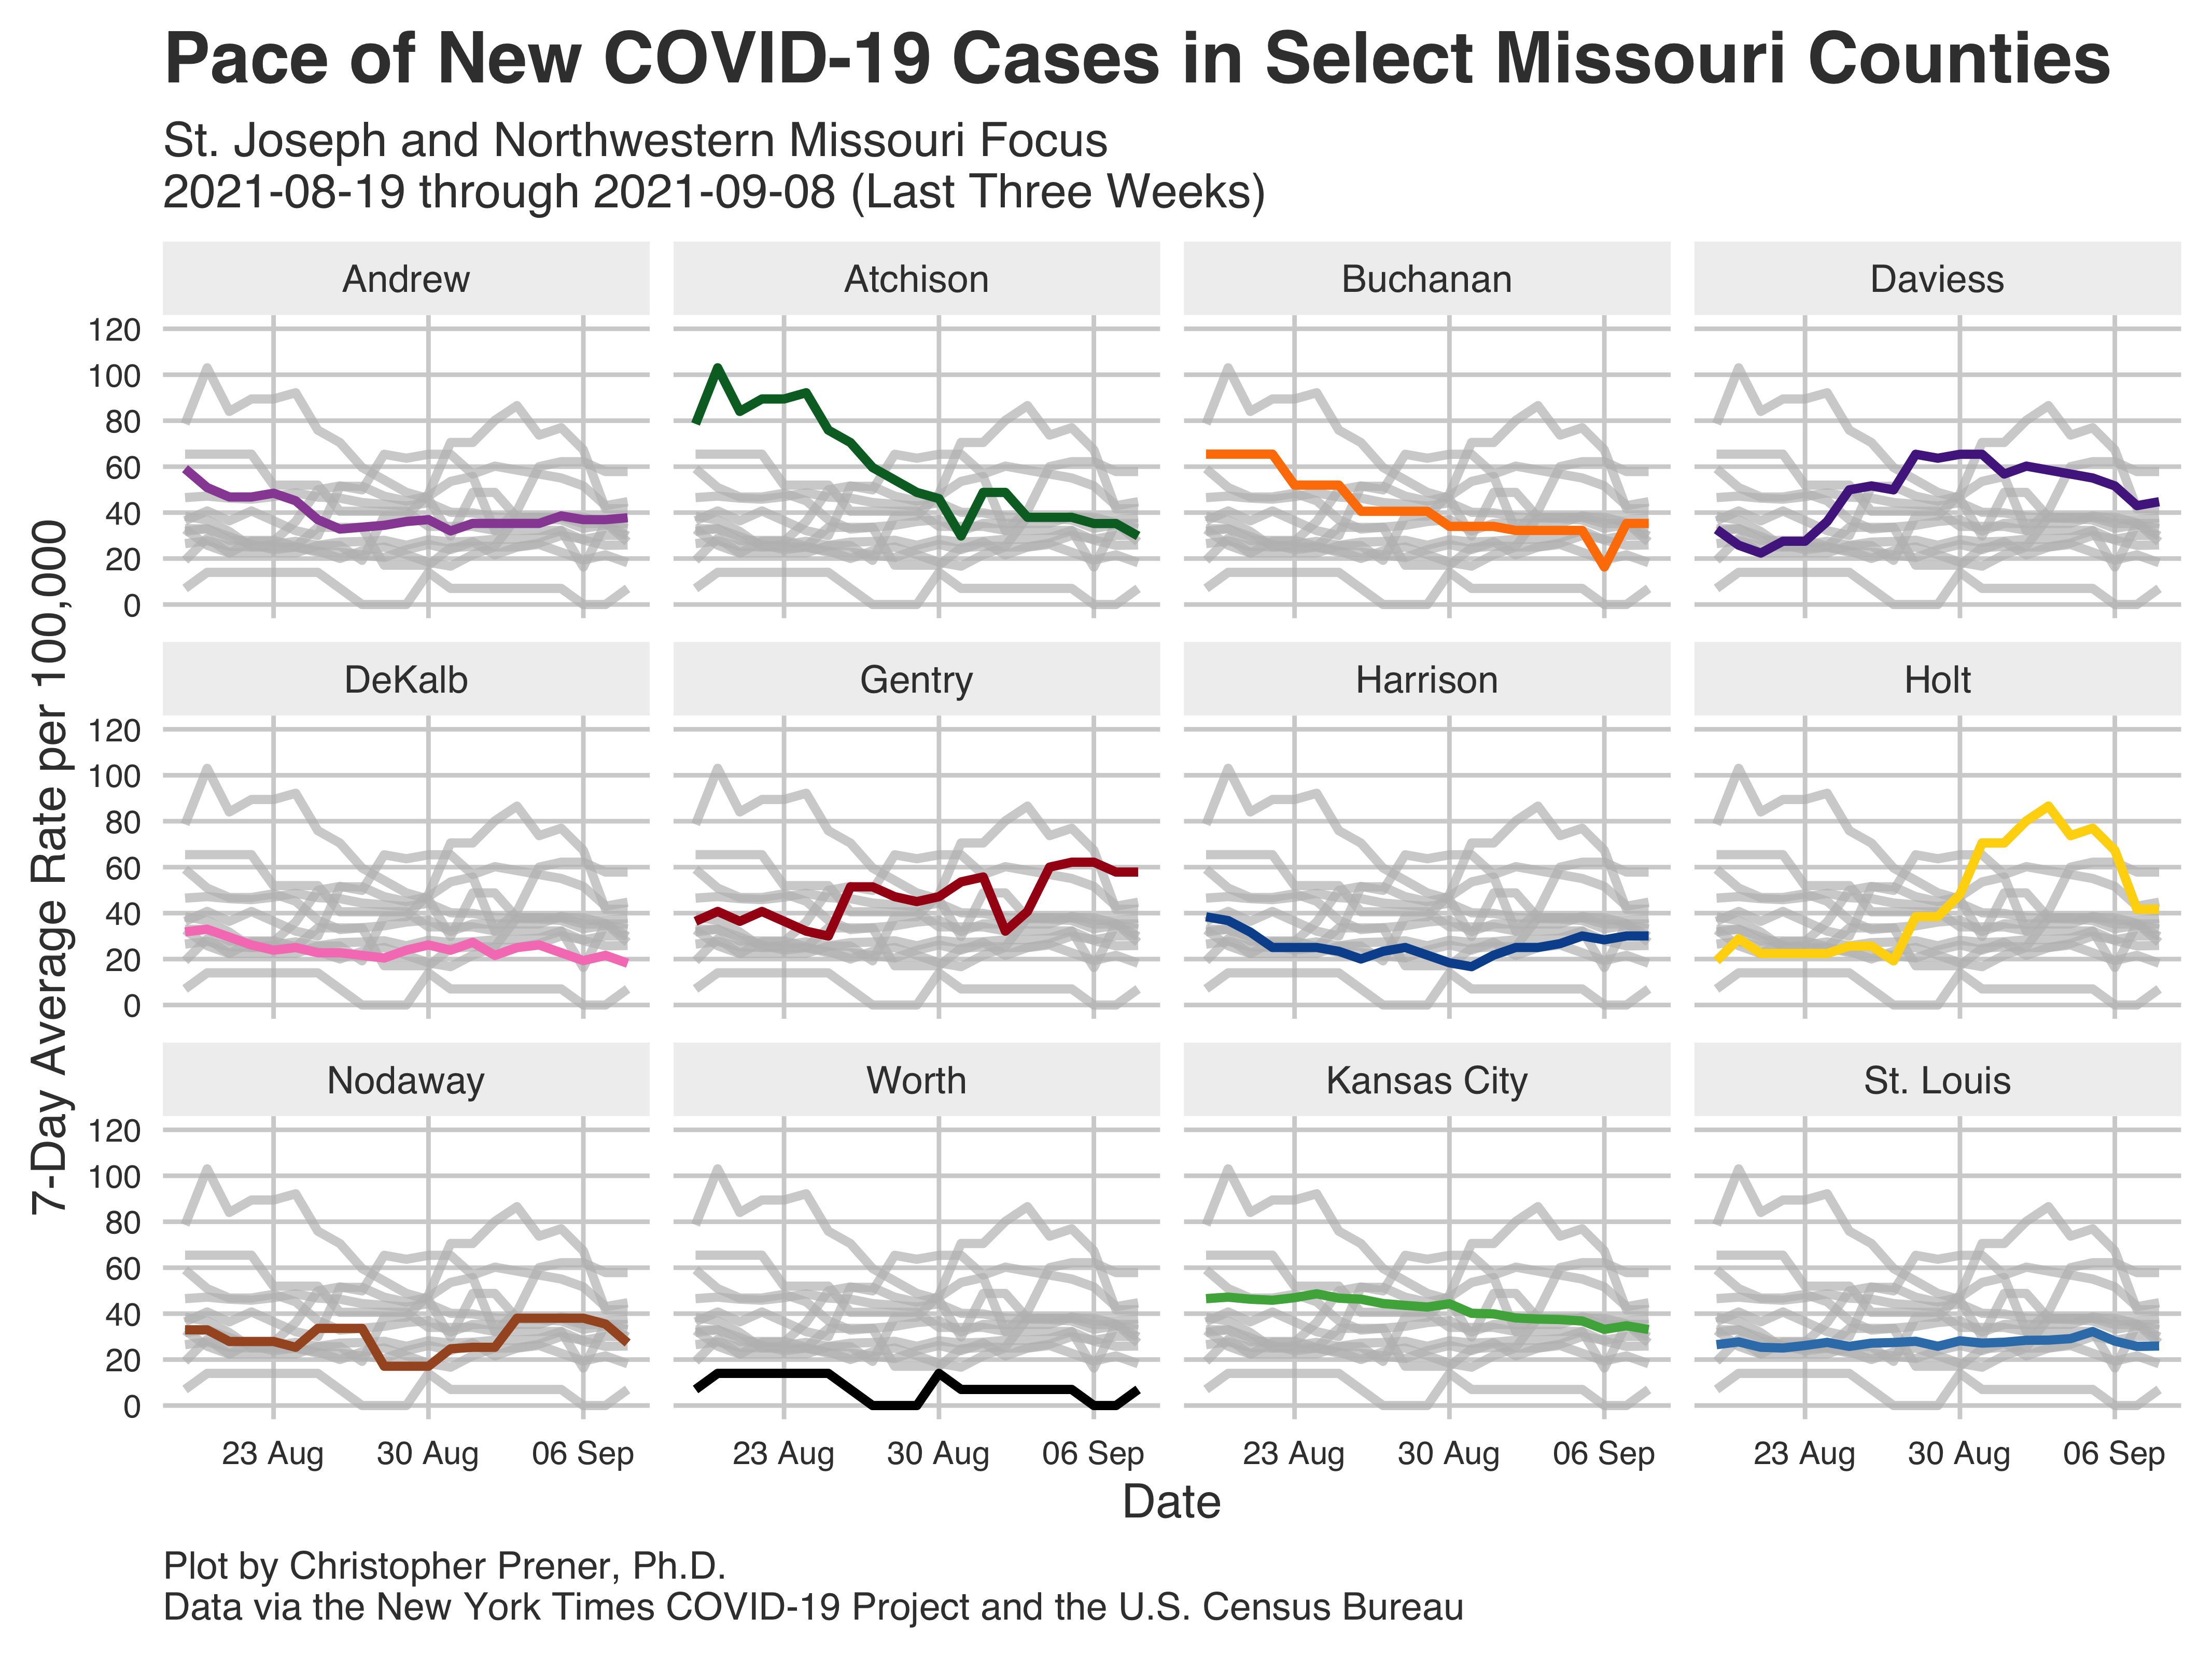 Pace of New COVID-19 Cases in Select Missouri Counties
St. Joseph and Northwestern Missouri Focus
2021-08-19 through 2021-09-08 (Last Three Weeks)
7-Day Average Rate per 100,000
Andrew
Atchison
Buchanan
Daviess
120
100
80
60
40
20
0
DeKalb
Gentry
Harrison
Holt
120
100
80
60
40
20
0
Nodaway
Worth
Kansas City
St. Louis
120
100
80
60
40
20
0
23 Aug
30 Aug
06 Sep
23 Aug
30 Aug
06 Sep
23 Aug
30 Aug
06 Sep
23 Aug
30 Aug
06 Sep
Date
Plot by Christopher Prener, Ph.D.
Data via the New York Times COVID-19 Project and the U.S. Census Bureau